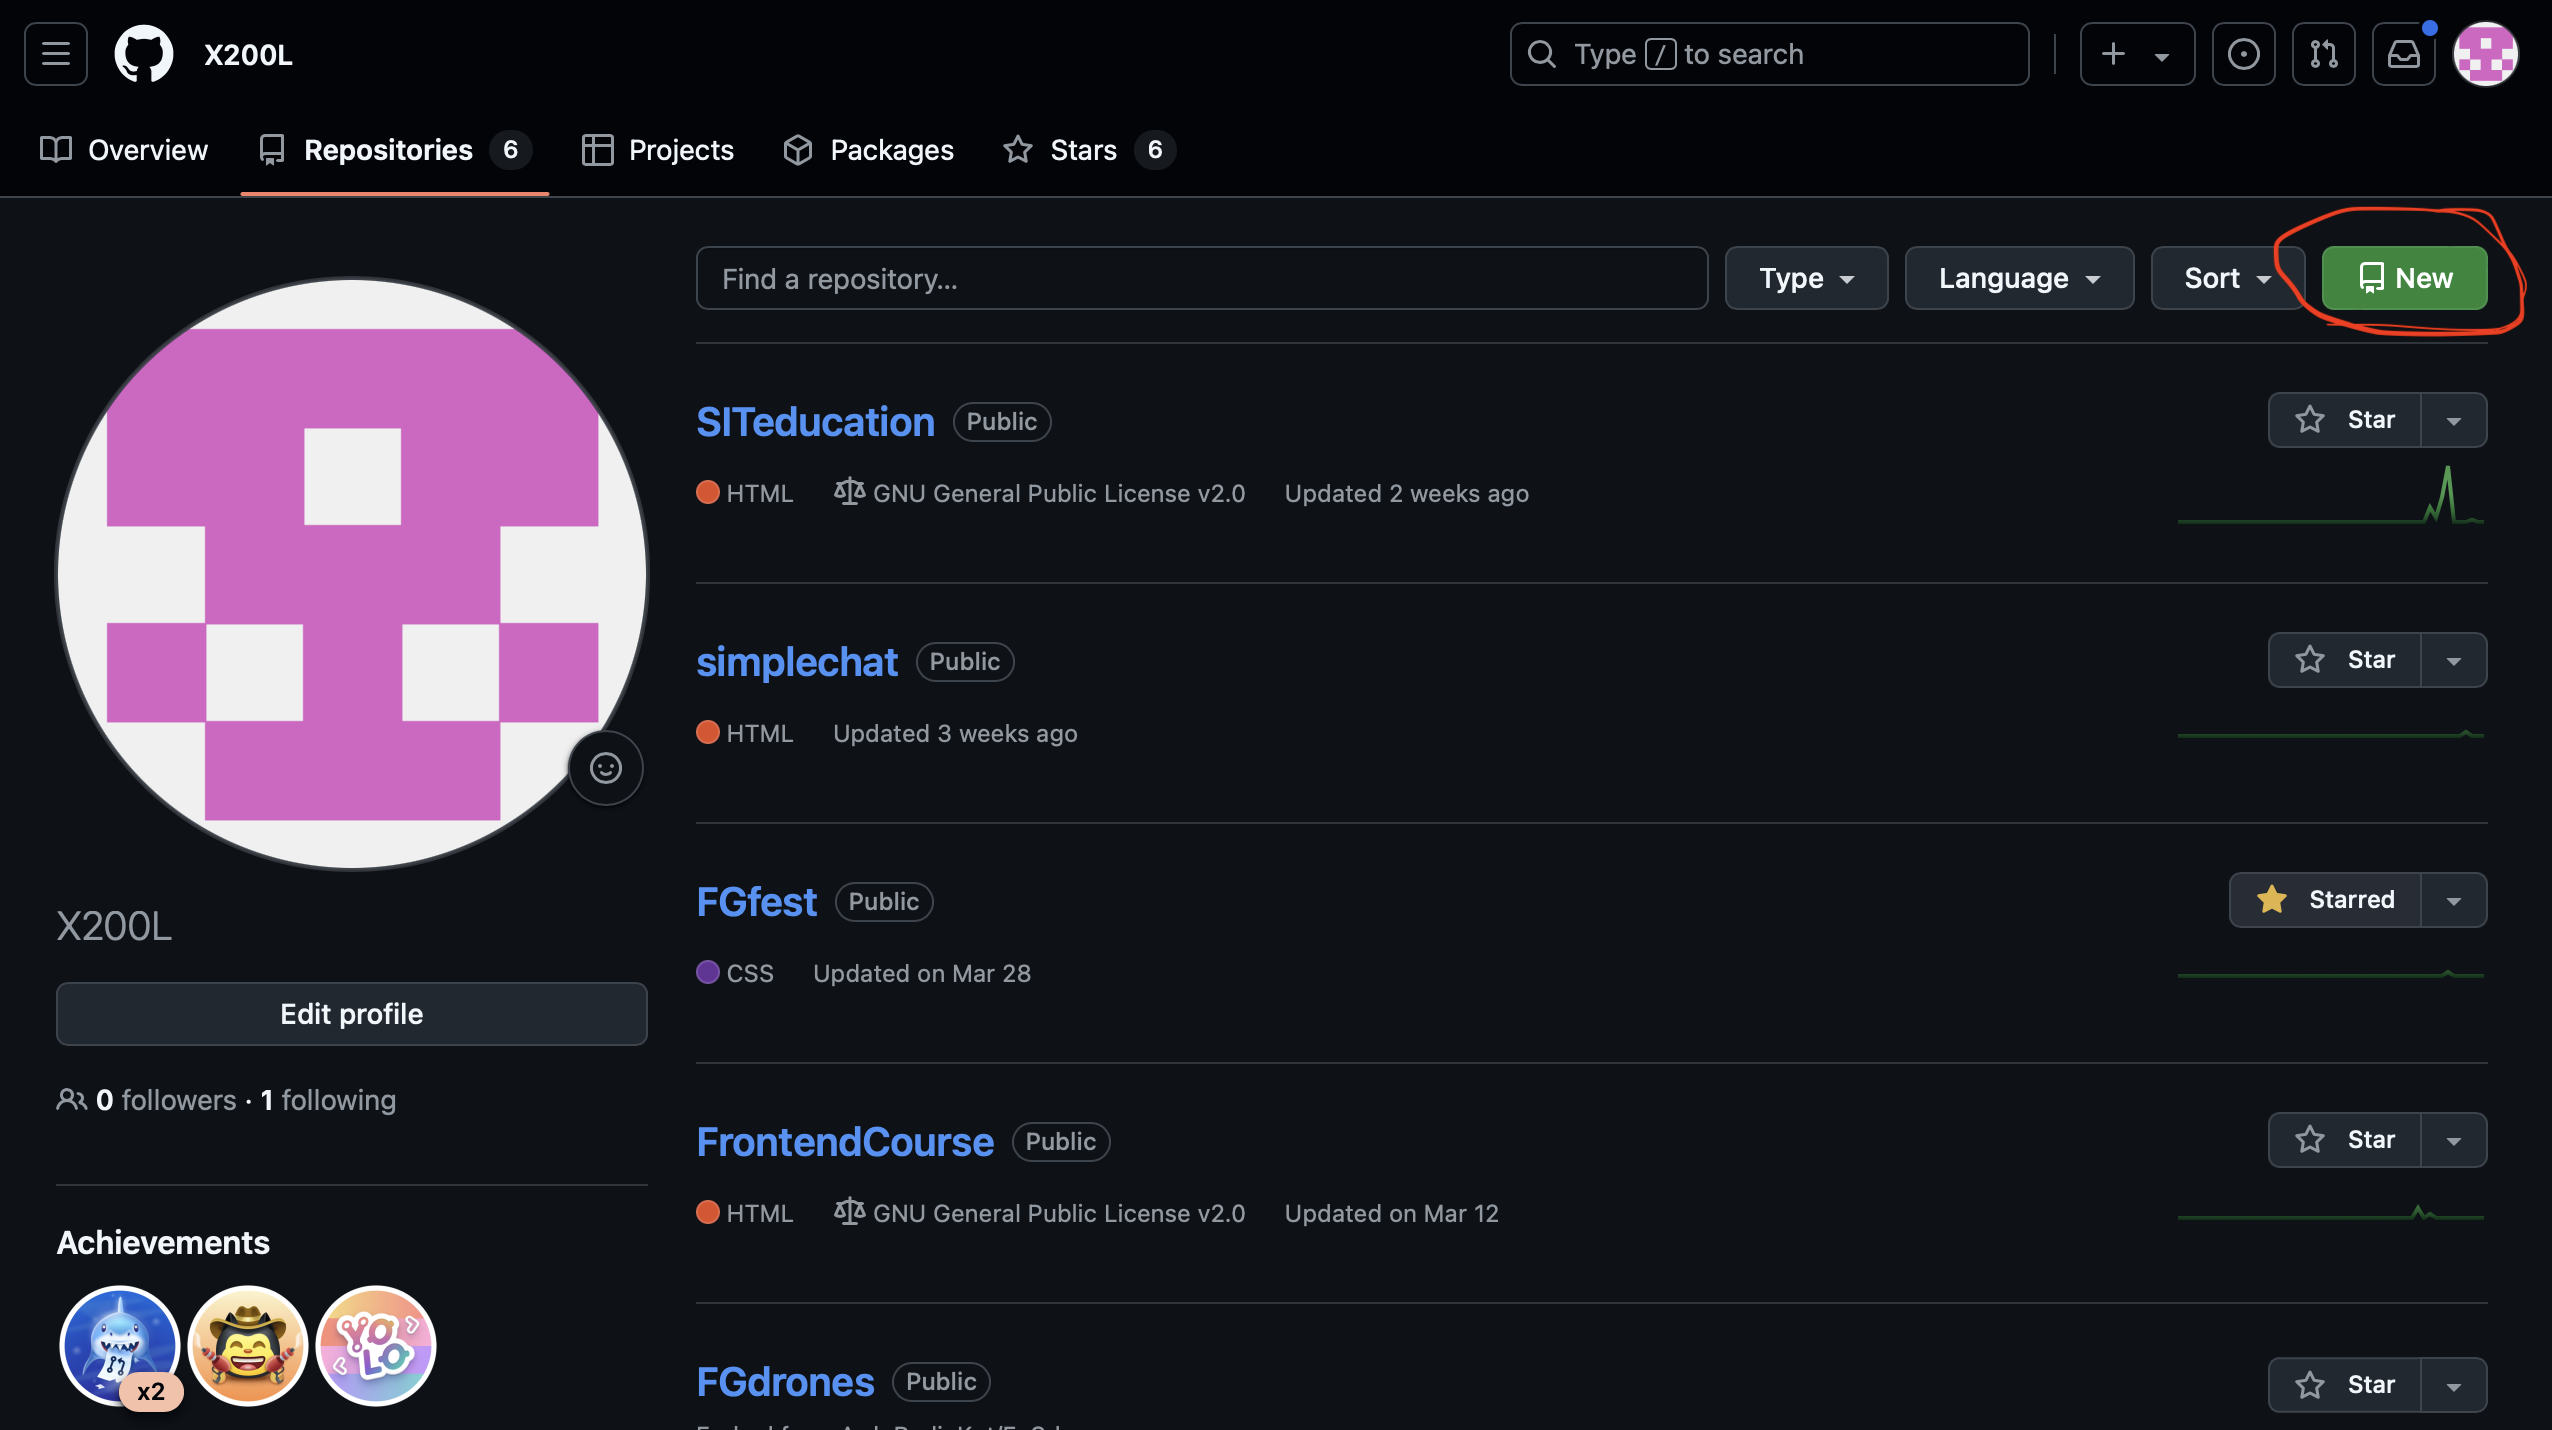 X200L
Type / to search
Overview
Repositories 6
Projects
Packages
Stars 6
Find a repository...
Type
Language
Sort
New
SITeducation Public
Star
HTML GNU General Public License v2.0 Updated 2 weeks ago
simplechat Public
Star
HTML Updated 3 weeks ago
FGfest Public
Starred
CSS Updated on Mar 28
FrontendCourse Public
Star
HTML GNU General Public License v2.0 Updated on Mar 12
FGdrones Public
Star
X200L
Edit profile
0 followers · 1 following
Achievements
x2
YOLO